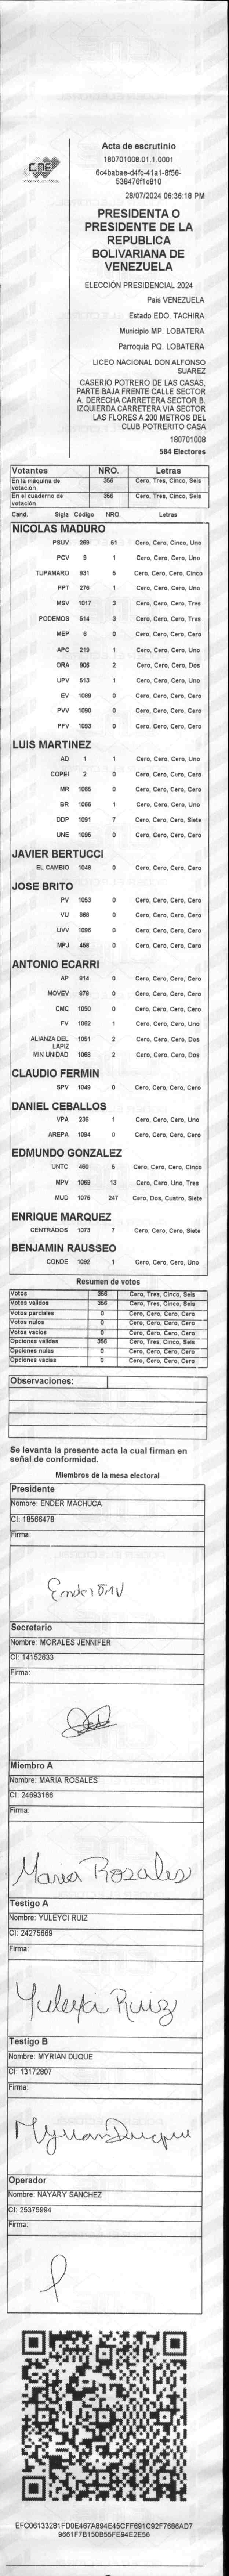 CNE
Acta de escrutinio
180701008.01.1.0001
6c4babae-d4fc-41a1-8f56-
538476f1c810
28/07/2024 06:36:18 PM
PRESIDENTA O
PRESIDENTE DE LA
REPUBLICA
BOLIVARIANA DE
VENEZUELA
ELECCIÓN PRESIDENCIAL 2024
Pais VENEZUELA
Estado EDO. TACHIRA
Municipio MP. LOBATERA
Parroquia PQ. LOBATERA
LICEO NACIONAL DON ALFONSO
SUAREZ
CASERIO POTRERO DE LAS CASAS.
PARTE BAJA FRENTE CALLE SECTOR
A. DERECHA CARRETERA SECTOR B.
IZQUIERDA CARRETERA VIA SECTOR
LAS FLORES A 200 METROS DEL
CLUB POTRERITO CASA
180701008
584 Electores
Votantes NRO. Letras
En la máquina de votación 356 Cero, Tres, Cinco, Seis
En el cuaderno de votación 356 Cero, Tres, Cinco, Seis
Cand. Sigla Código NRO. Letras
NICOLAS MADURO
PSUV 269 51 Cero, Cero, Cinco, Uno
PCV 9 1 Cero, Cero, Cero, Uno
TUPAMARO 931 5 Cero, Cero, Cero, Cinco
PPT 276 1 Cero, Cero, Cero, Uno
MSV 1017 3 Cero, Cero, Cero, Tres
PODEMOS 514 3 Cero, Cero, Cero, Tres
MEP 6 0 Cero, Cero, Cero, Cero
APC 219 1 Cero, Cero, Cero, Uno
ORA 906 2 Cero, Cero, Cero, Dos
UPV 513 1 Cero, Cero, Cero, Uno
EV 1089 0 Cero, Cero, Cero, Cero
PVV 1090 0 Cero, Cero, Cero, Cero
PFV 1093 0 Cero, Cero, Cero, Cero
LUIS MARTINEZ
AD 1 1 Cero, Cero, Cero, Uno
COPEI 2 0 Cero, Cero, Cero, Cero
MR 1065 0 Cero, Cero, Cero, Cero
BR 1066 1 Cero, Cero, Cero, Uno
DDP 1091 7 Cero, Cero, Cero, Siete
UNE 1095 0 Cero, Cero, Cero, Cero
JAVIER BERTUCCI
EL CAMBIO 1048 0 Cero, Cero, Cero, Cero
JOSE BRITO
PV 1053 0 Cero, Cero, Cero, Cero
VU 868 0 Cero, Cero, Cero, Cero
UVV 1096 0 Cero, Cero, Cero, Cero
MPJ 458 0 Cero, Cero, Cero, Cero
ANTONIO ECARRI
AP 814 0 Cero, Cero, Cero, Cero
MOVEV 978 0 Cero, Cero, Cero, Cero
CMC 1050 0 Cero, Cero, Cero, Cero
FV 1062 1 Cero, Cero, Cero, Uno
ALIANZA DEL LAPIZ 1051 2 Cero, Cero, Cero, Dos
MIN UNIDAD 1088 2 Cero, Cero, Cero, Dos
CLAUDIO FERMIN
SPV 1049 0 Cero, Cero, Cero, Cero
DANIEL CEBALLOS
VPA 236 1 Cero, Cero, Cero, Uno
AREPA 1094 0 Cero, Cero, Cero, Cero
EDMUNDO GONZALEZ
UNTC 460 5 Cero, Cero, Cero, Cinco
MPV 1069 13 Cero, Cero, Uno, Tres
MUD 1075 247 Cero, Dos, Cuatro, Siete
ENRIQUE MARQUEZ
CENTRADOS 1073 7 Cero, Cero, Cero, Siete
BENJAMIN RAUSSEO
CONDE 1092 1 Cero, Cero, Cero, Uno
Resumen de votos
Votos 356 Cero, Tres, Cinco, Seis
Votos validos 356 Cero, Tres, Cinco, Seis
Votos parciales 0 Cero, Cero, Cero, Cero
Votos nulos 0 Cero, Cero, Cero, Cero
Votos vacios 0 Cero, Cero, Cero, Cero
Opciones validas 356 Cero, Tres, Cinco, Seis
Opciones nulas 0 Cero, Cero, Cero, Cero
Opciones vacias 0 Cero, Cero, Cero, Cero
Observaciones:
Se levanta la presente acta la cual firman en
señal de conformidad.
Miembros de la mesa electoral
Presidente
Nombre: ENDER MACHUCA
CI: 18566478
Firma:
Secretario
Nombre: MORALES JENNIFER
CI: 14152633
Firma:
Miembro A
Nombre: MARIA ROSALES
CI: 24693166
Firma:
Maria Rosales
Testigo A
Nombre: YULEYCI RUIZ
CI: 24275669
Firma:
Yuleyci Ruiz
Testigo B
Nombre: MYRIAN DUQUE
CI: 13172807
Firma:
Myrian Duque
Operador
Nombre: NAYARY SANCHEZ
CI: 25375994
Firma:
EFC06133281FD0E467A894E45CFF691C92F7686AD7
9661F7B150B55FE94E2E56